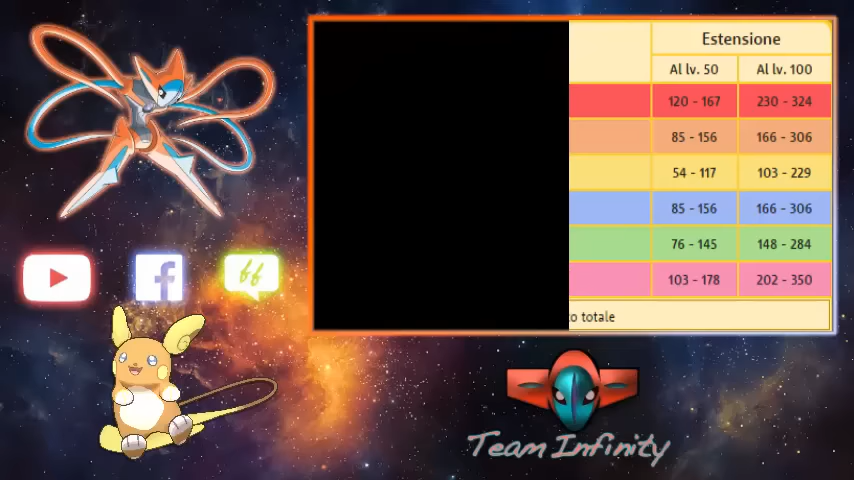 Estensione
Al lv. 50 Al lv. 100
120 - 167 230 - 324
85 - 156 166 - 306
54 - 117 103 - 229
85 - 156 166 - 306
76 - 145 148 - 284
103 - 178 202 - 350
totale
f
Team Infinity